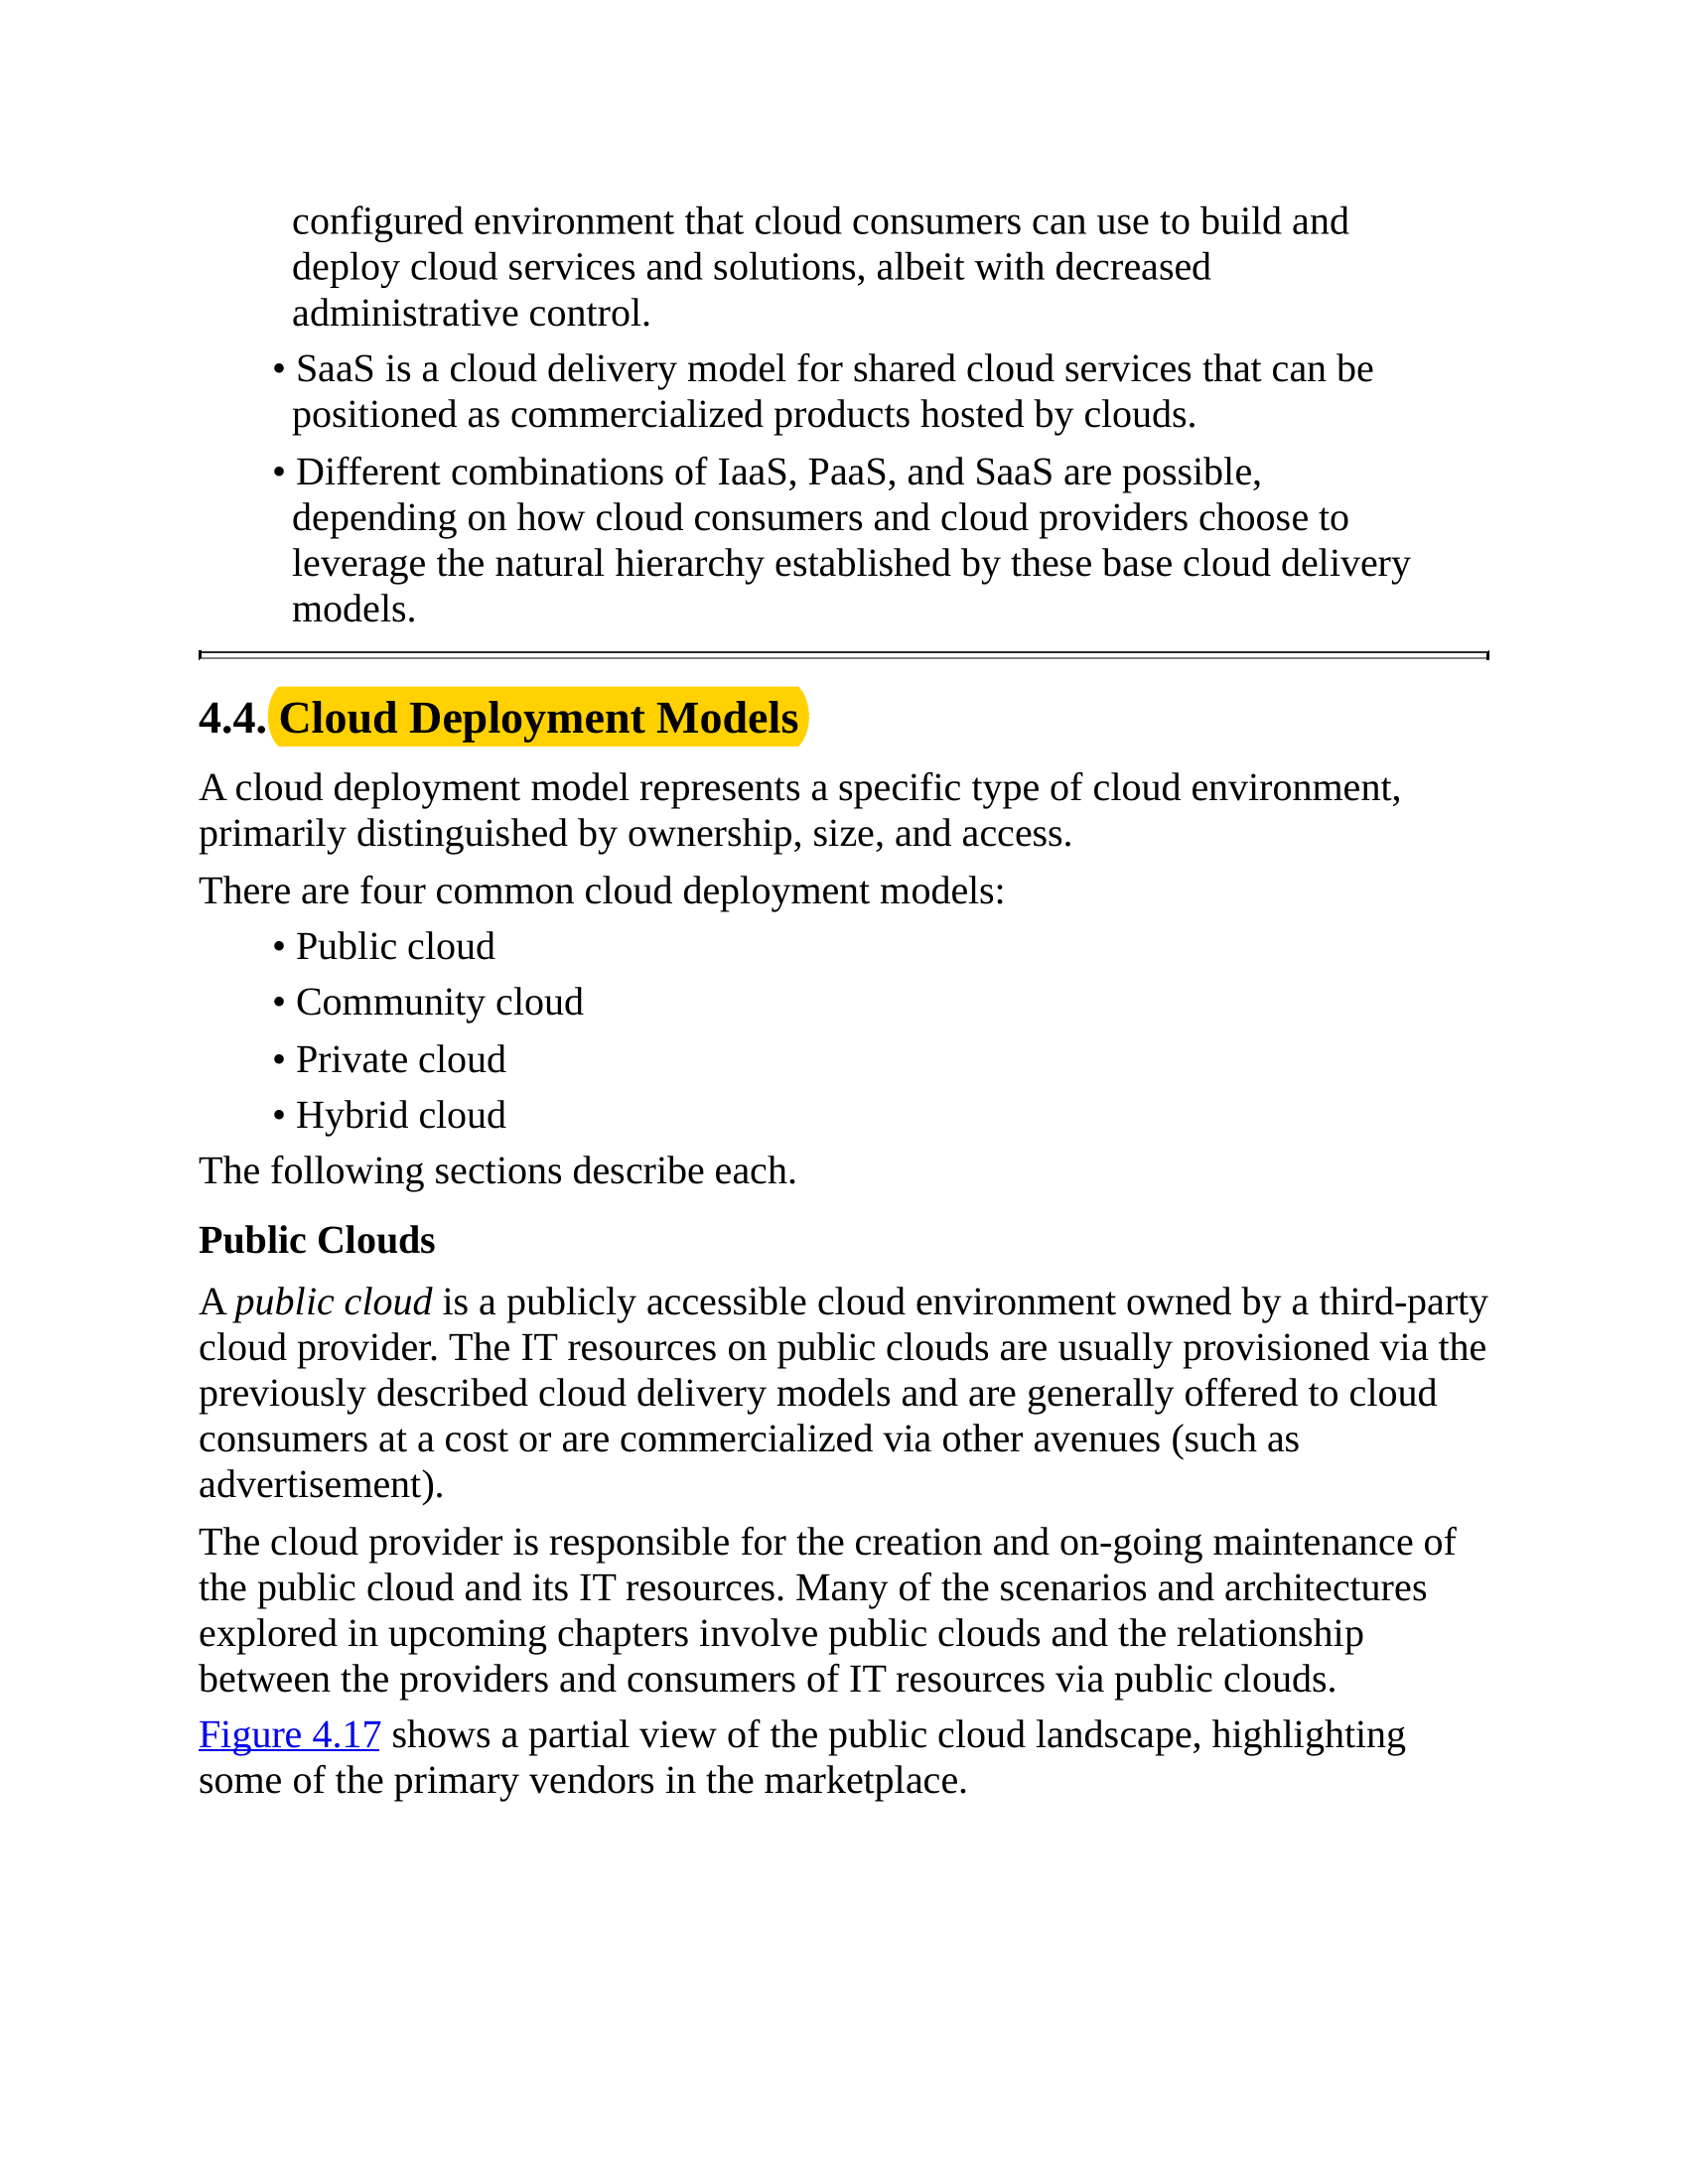 configured environment that cloud consumers can use to build and
deploy cloud services and solutions, albeit with decreased
administrative control.
• SaaS is a cloud delivery model for shared cloud services that can be
positioned as commercialized products hosted by clouds.
• Different combinations of IaaS, PaaS, and SaaS are possible,
depending on how cloud consumers and cloud providers choose to
leverage the natural hierarchy established by these base cloud delivery
models.
4.4. Cloud Deployment Models
A cloud deployment model represents a specific type of cloud environment,
primarily distinguished by ownership, size, and access.
There are four common cloud deployment models:
• Public cloud
• Community cloud
• Private cloud
• Hybrid cloud
The following sections describe each.
Public Clouds
A public cloud is a publicly accessible cloud environment owned by a third-party
cloud provider. The IT resources on public clouds are usually provisioned via the
previously described cloud delivery models and are generally offered to cloud
consumers at a cost or are commercialized via other avenues (such as
advertisement).
The cloud provider is responsible for the creation and on-going maintenance of
the public cloud and its IT resources. Many of the scenarios and architectures
explored in upcoming chapters involve public clouds and the relationship
between the providers and consumers of IT resources via public clouds.
Figure 4.17 shows a partial view of the public cloud landscape, highlighting
some of the primary vendors in the marketplace.